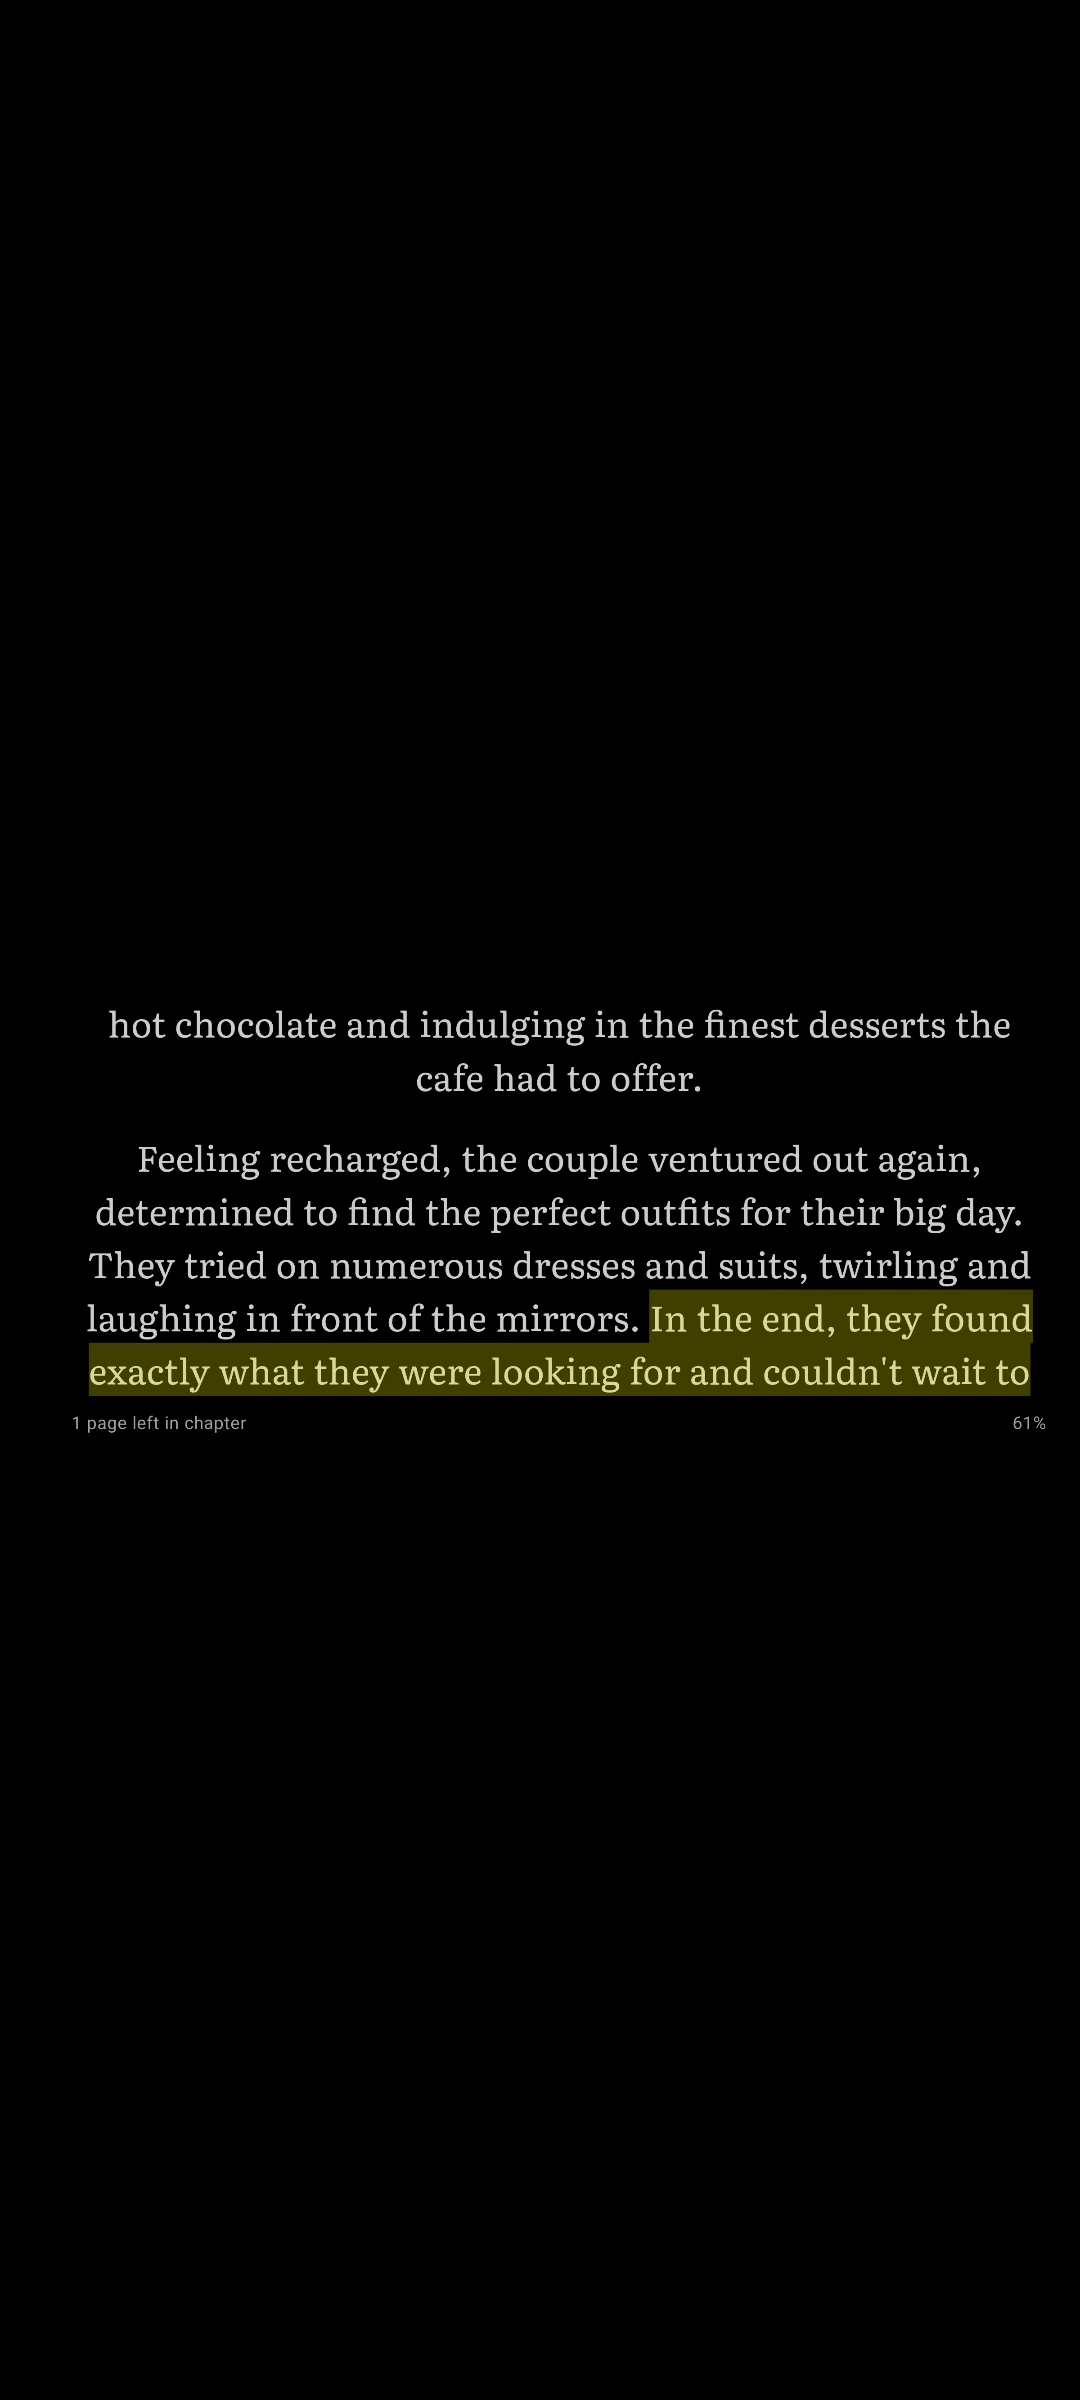 hot chocolate and indulging in the finest desserts the
cafe had to offer.
Feeling recharged, the couple ventured out again,
determined to find the perfect outfits for their big day.
They tried on numerous dresses and suits, twirling and
laughing in front of the mirrors. In the end, they found
exactly what they were looking for and couldn't wait to
1 page left in chapter
61%